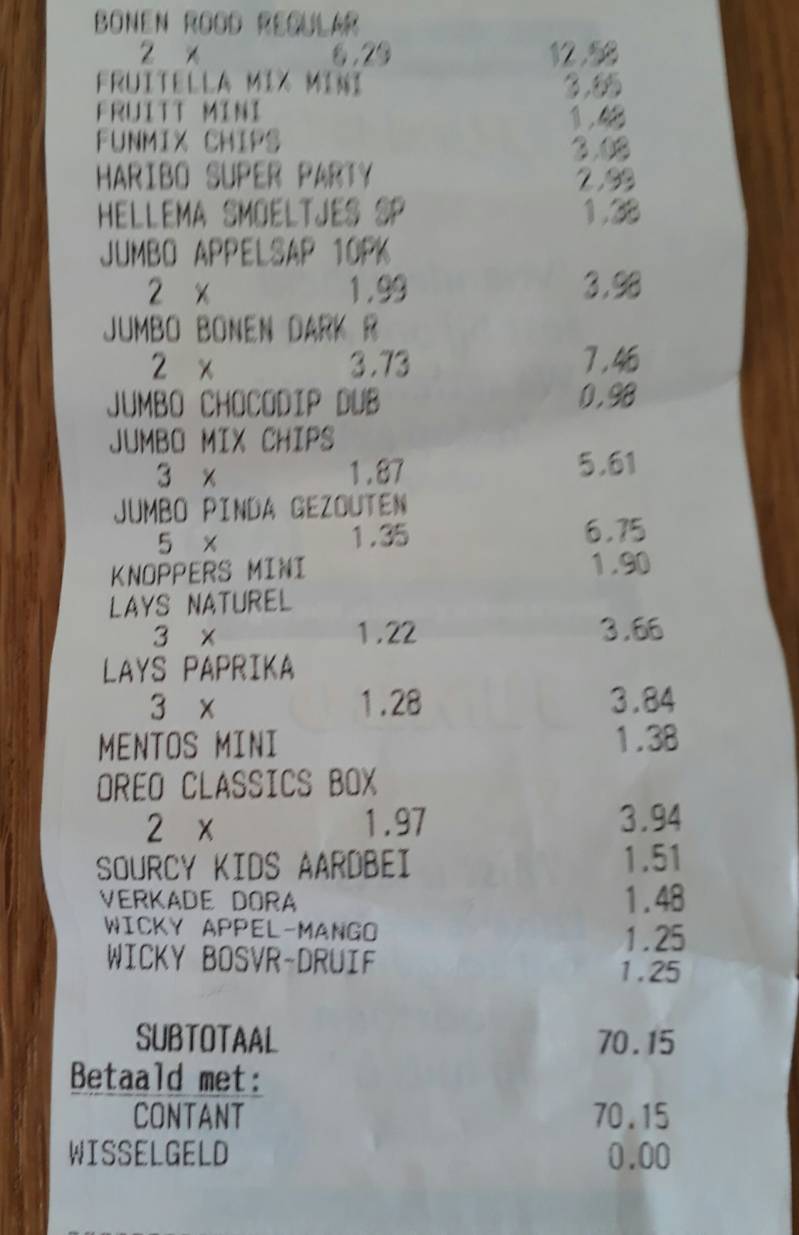 BONEN ROOD REGULAR
2 x 6,29 12,58
FRUITELLA MIX MINI 3,65
FRUITT MINI 1,48
FUNMIX CHIPS 3.08
HARIBO SUPER PARTY 2,99
HELLEMA SMOELTJES SP 1.38
JUMBO APPELSAP 10PK
2 x 1.99 3.98
JUMBO BONEN DARK R
2 x 3.73 7.46
JUMBO CHOCODIP DUB 0.98
JUMBO MIX CHIPS
3 x 1.87 5.61
JUMBO PINDA GEZOUTEN
5 x 1.35 6.75
KNOPPERS MINI 1.90
LAYS NATUREL
3 x 1.22 3.66
LAYS PAPRIKA
3 x 1.28 3.84
MENTOS MINI 1.38
OREO CLASSICS BOX
2 x 1.97 3.94
SOURCY KIDS AARDBEI 1.51
VERKADE DORA 1.48
WICKY APPEL-MANGO 1.25
WICKY BOSVR-DRUIF 1.25
SUBTOTAAL 70.15
Betaald met:
CONTANT 70.15
WISSELGELD 0.00